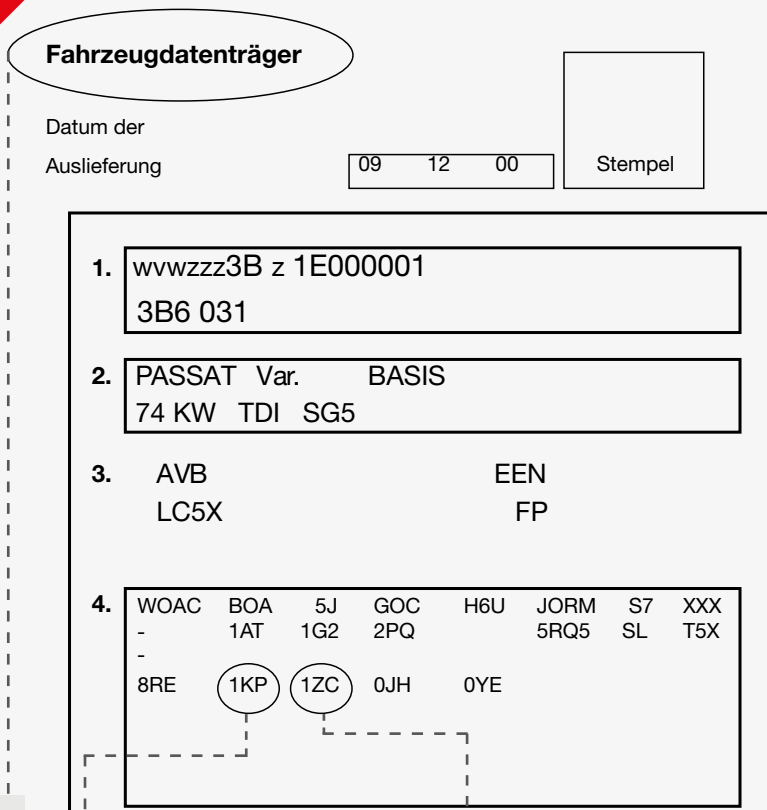 Fahrzeugdatenträger
Datum der
Auslieferung 09 12 00 Stempel
1. wvwzzz3B z 1E000001
3B6 031
2. PASSAT Var. BASIS
74 KW TDI SG5
3. AVB EEN
LC5X FP
4. WOAC BOA 5J GOC H6U JORM S7 XXX
- 1AT 1G2 2PQ 5RQ5 SL T5X
-
8RE 1KP 1ZC 0JH 0YE